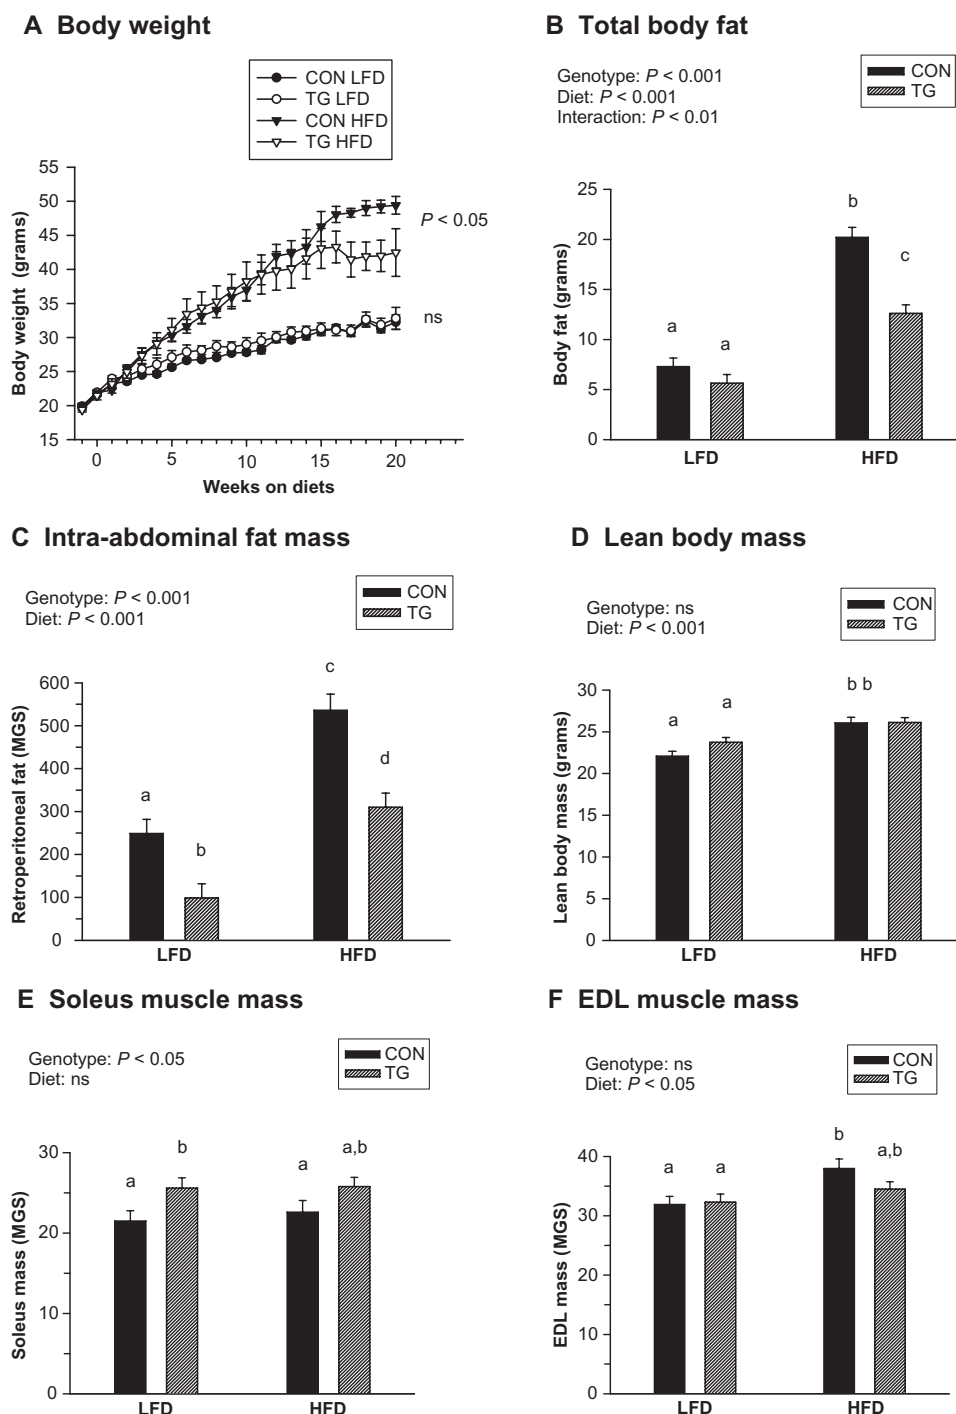 A Body weight
CON LFD
TG LFD
CON HFD
TG HFD
55
50
45
40
35
30
25
20
15
Body weight (grams)
P < 0.05
ns
0
5
10
15
20
Weeks on diets
B Total body fat
Genotype: P < 0.001
Diet: P < 0.001
Interaction: P < 0.01
CON
TG
25
20
15
10
5
0
Body fat (grams)
a
a
b
c
LFD
HFD
C Intra-abdominal fat mass
Genotype: P < 0.001
Diet: P < 0.001
CON
TG
600
500
400
300
200
100
0
Retroperitoneal fat (MGS)
a
b
c
d
LFD
HFD
D Lean body mass
Genotype: ns
Diet: P < 0.001
CON
TG
30
25
20
15
10
5
0
Lean body mass (grams)
a
a
b b
LFD
HFD
E Soleus muscle mass
Genotype: P < 0.05
Diet: ns
CON
TG
30
20
10
0
Soleus mass (MGS)
a
b
a
a,b
LFD
HFD
F EDL muscle mass
Genotype: ns
Diet: P < 0.05
CON
TG
40
30
20
10
0
EDL mass (MGS)
a
a
b
a,b
LFD
HFD